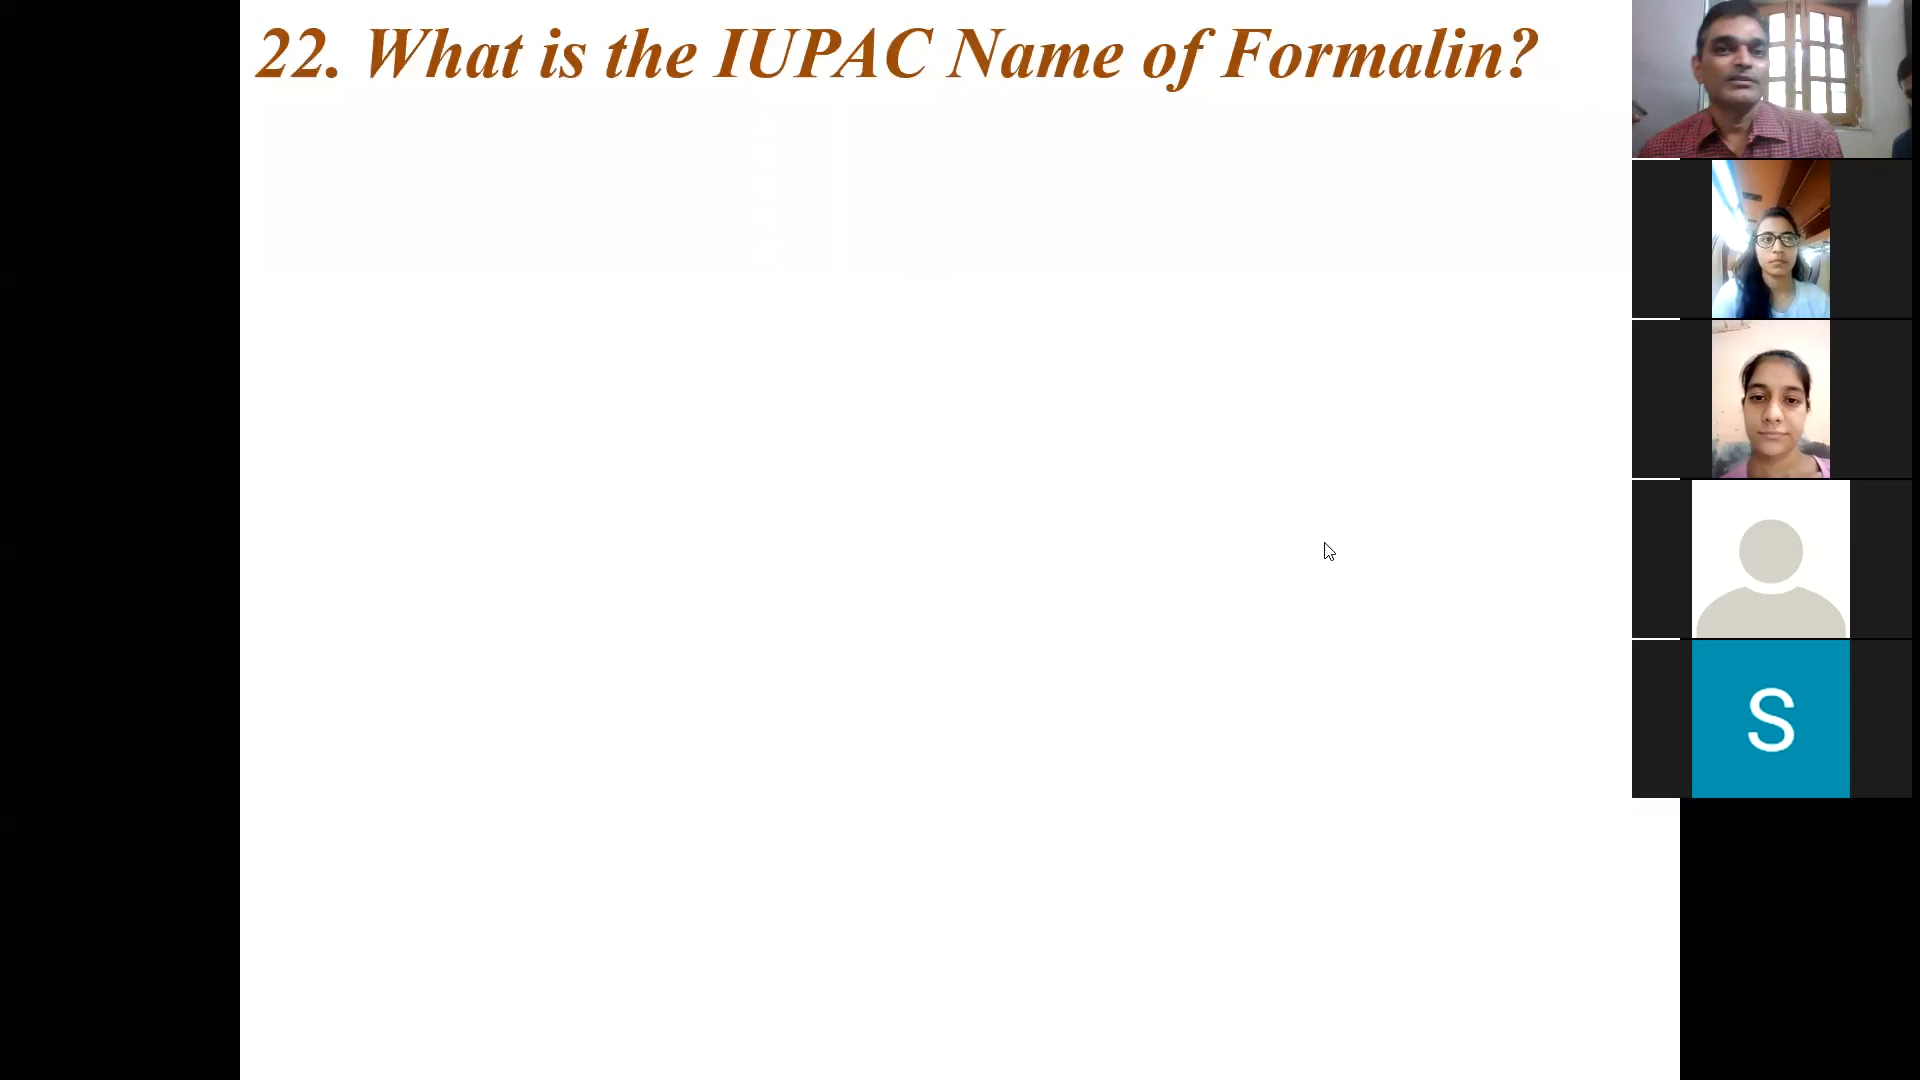 22. What is the IUPAC Name of Formalin?
S